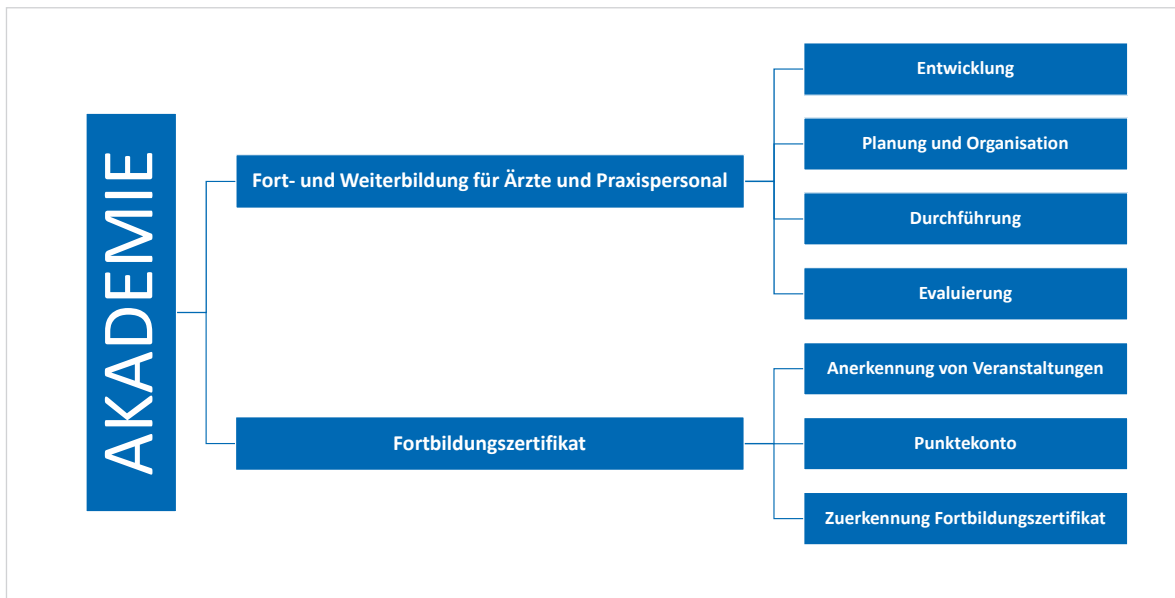 AKADEMIE
Fort- und Weiterbildung für Ärzte und Praxispersonal
Entwicklung
Planung und Organisation
Durchführung
Evaluierung
Fortbildungszertifikat
Anerkennung von Veranstaltungen
Punktekonto
Zuerkennung Fortbildungszertifikat